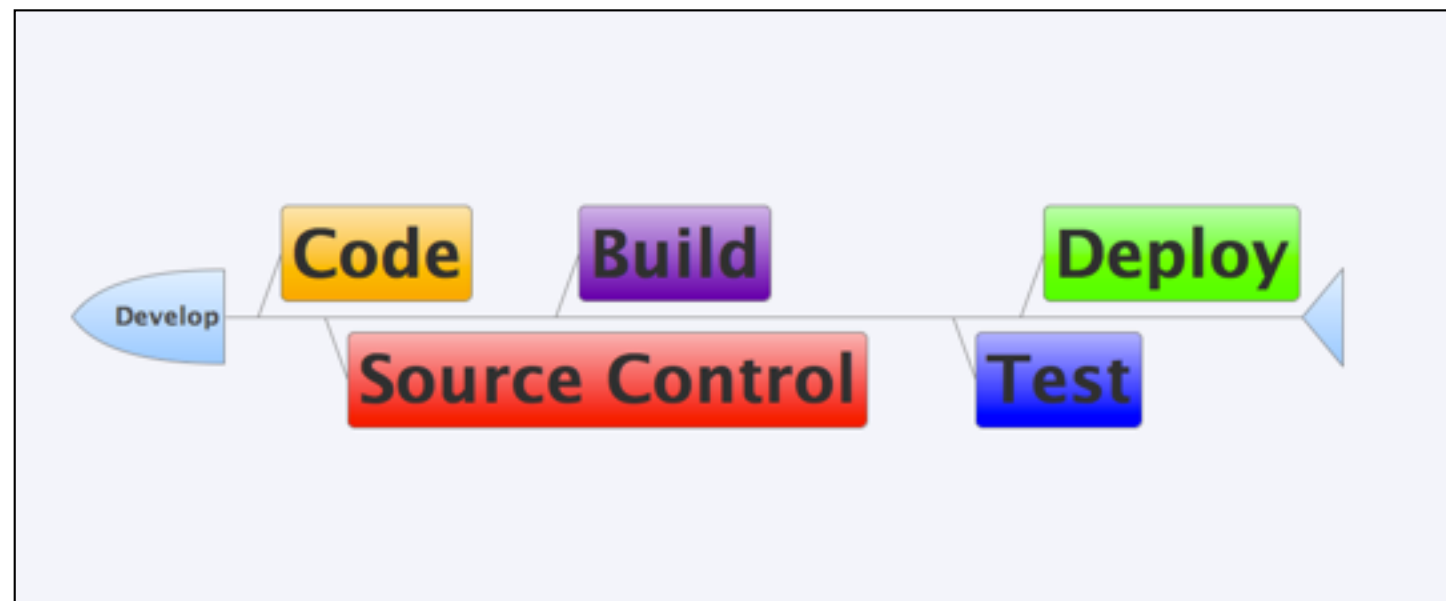 Code
Build
Deploy
Develop
Source Control
Test